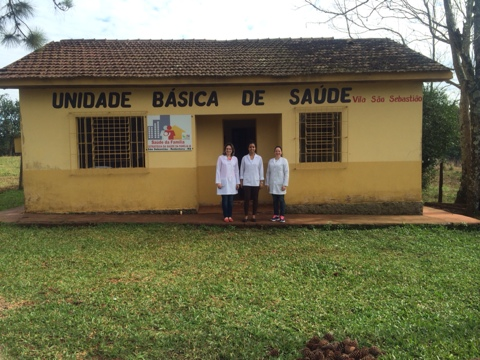 UNIDADE BÁSICA DE SAÚDE
Vila São Sebastião
Saúde da Família